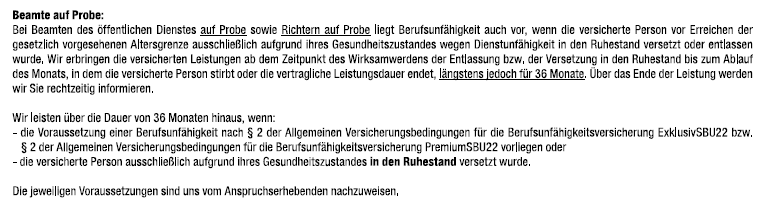 Beamte auf Probe:
Bei Beamten des öffentlichen Dienstes auf Probe sowie Richtern auf Probe liegt Berufsunfähigkeit auch vor, wenn die versicherte Person vor Erreichen der
gesetzlich vorgesehenen Altersgrenze ausschließlich aufgrund ihres Gesundheitszustandes wegen Dienstunfähigkeit in den Ruhestand versetzt oder entlassen
wurde. Wir erbringen die versicherten Leistungen ab dem Zeitpunkt des Wirksamwerdens der Entlassung bzw. der Versetzung in den Ruhestand bis zum Ablauf
des Monats, in dem die versicherte Person stirbt oder die vertragliche Leistungsdauer endet, längstens jedoch für 36 Monate. Über das Ende der Leistung werden
wir Sie rechtzeitig informieren.
Wir leisten über die Dauer von 36 Monaten hinaus, wenn:
- die Voraussetzung einer Berufsunfähigkeit nach § 2 der Allgemeinen Versicherungsbedingungen für die Berufsunfähigkeitsversicherung ExklusivSBU22 bzw.
§ 2 der Allgemeinen Versicherungsbedingungen für die Berufsunfähigkeitsversicherung PremiumSBU22 vorliegen oder
- die versicherte Person ausschließlich aufgrund ihres Gesundheitszustandes in den Ruhestand versetzt wurde.
Die jeweiligen Voraussetzungen sind uns vom Anspruchserhebenden nachzuweisen,